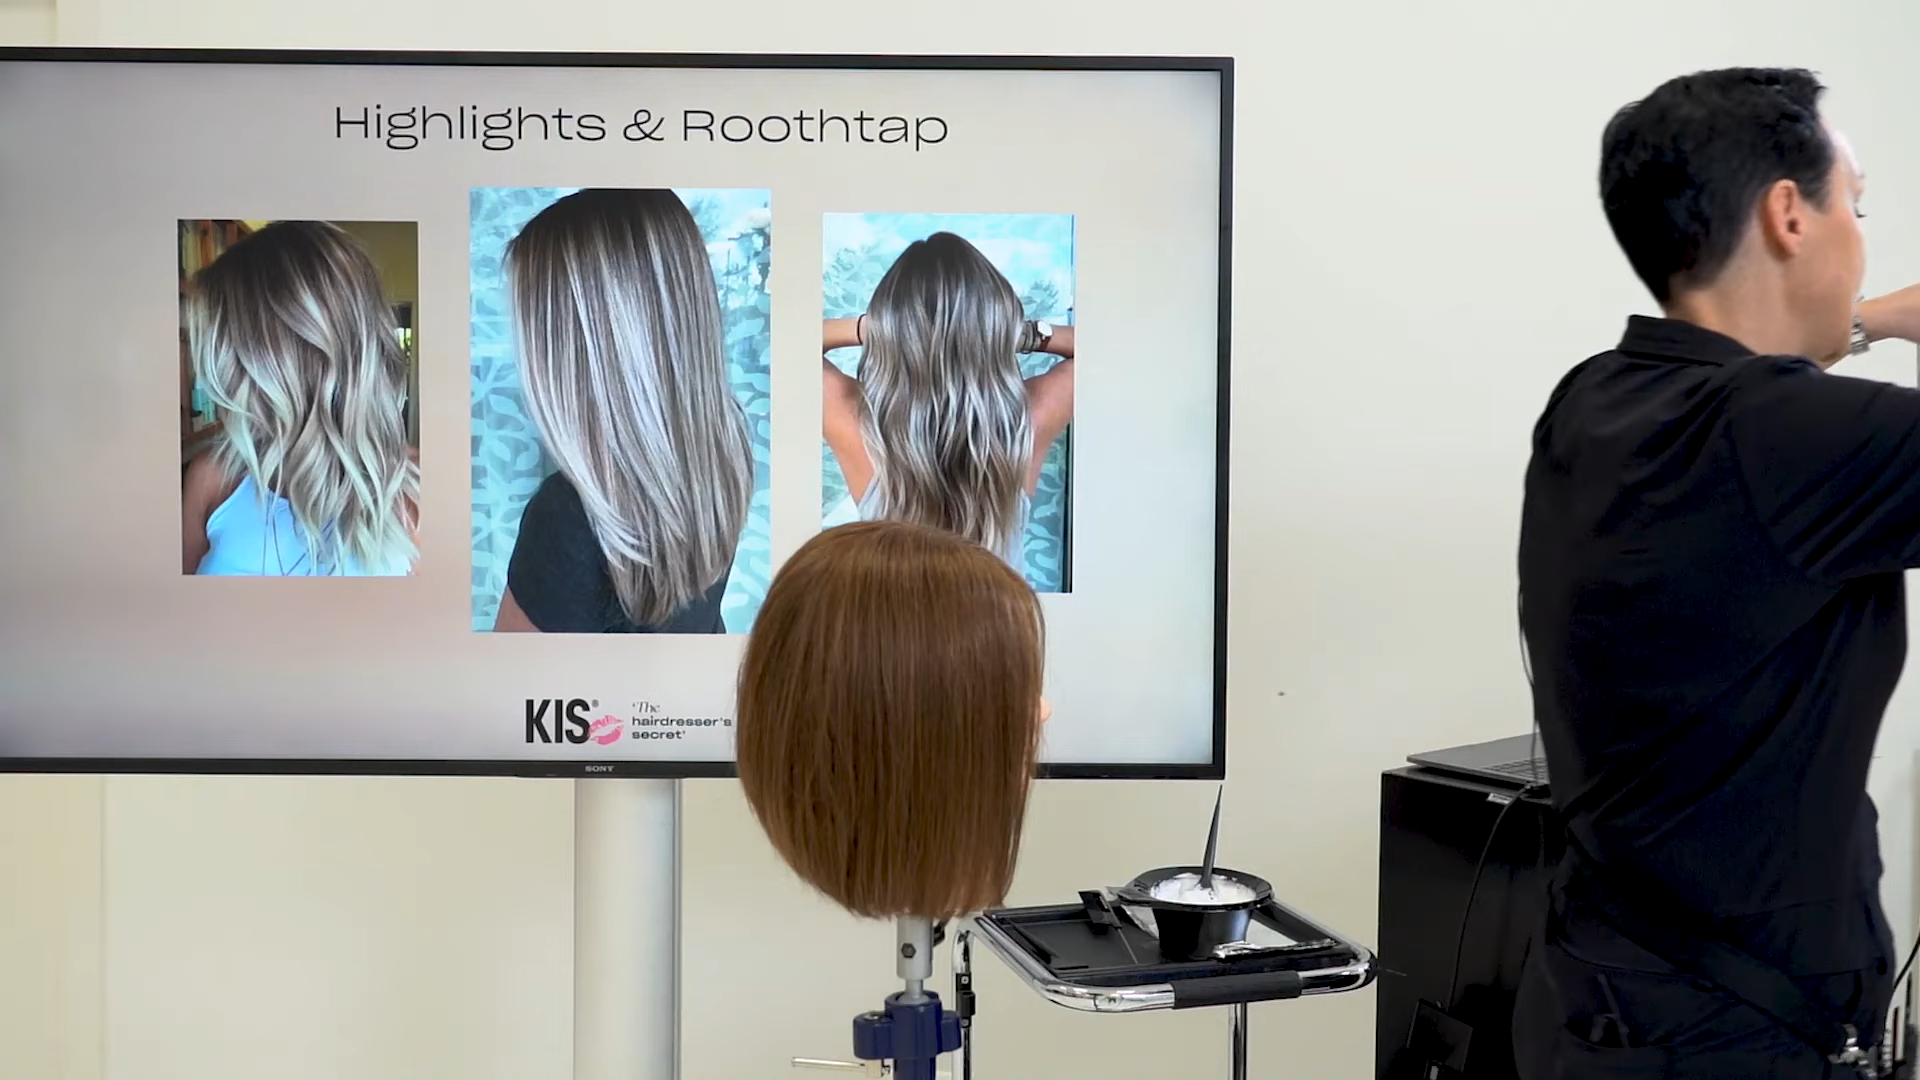 Highlights & Roothtap
KIS® 'The
hairdresser's
secret'
SONY